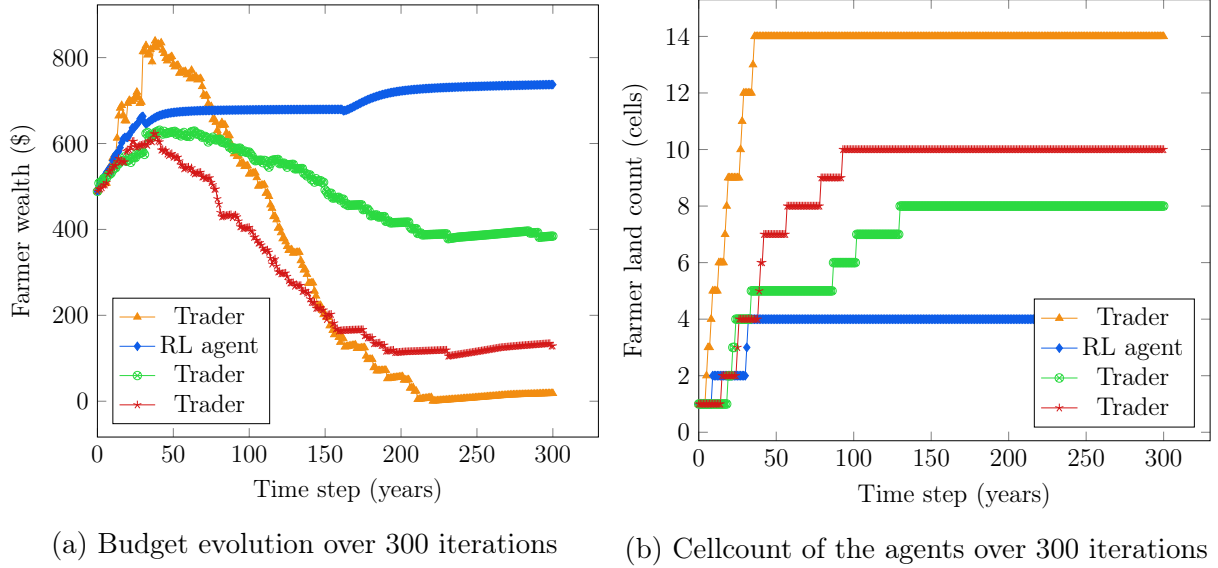 800
600
400
200
0
Farmer wealth ($)
Trader
RL agent
Trader
Trader
0
50
100
150
200
250
300
Time step (years)
(a) Budget evolution over 300 iterations
14
12
10
8
6
4
2
0
Farmer land count (cells)
Trader
RL agent
Trader
Trader
0
50
100
150
200
250
300
Time step (years)
(b) Cellcount of the agents over 300 iterations